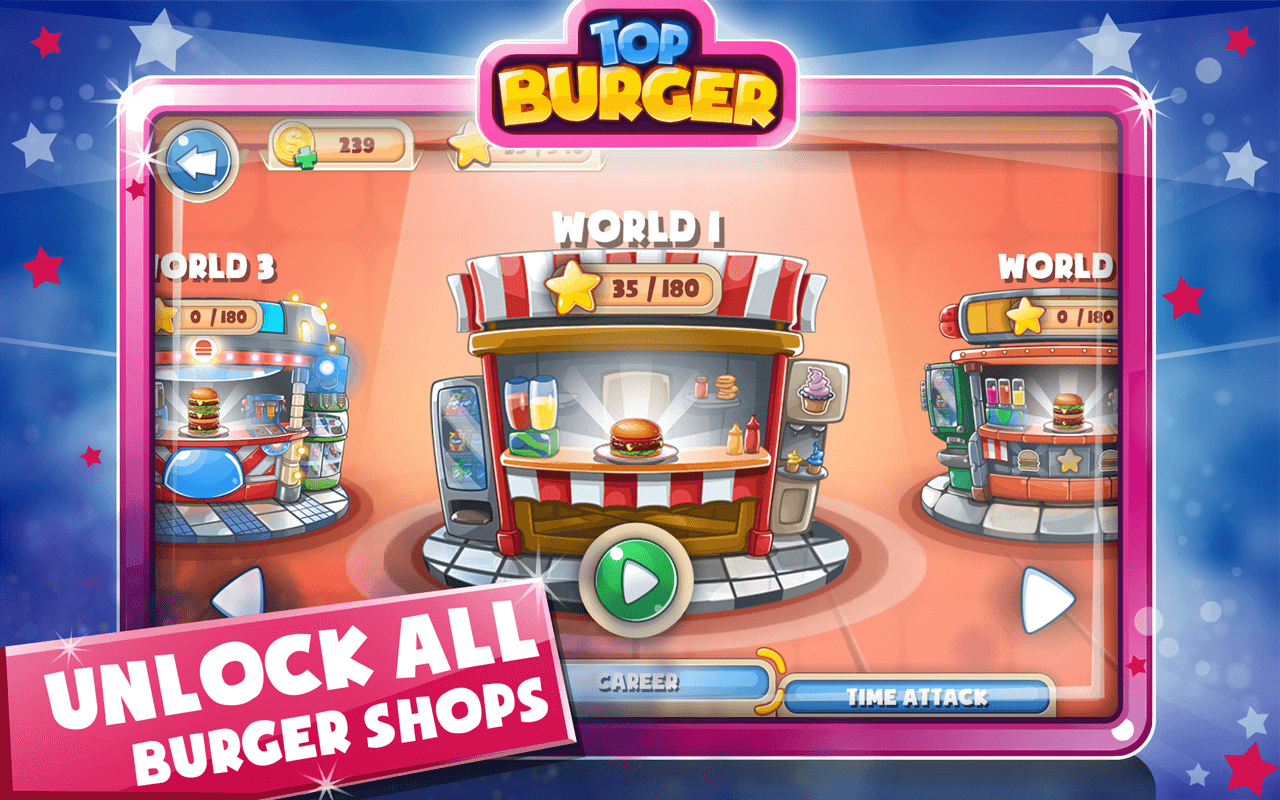 TOP
BURGER
239
WORLD 1
35 / 180
ORLD 3
0 / 180
WORLD
0 / 180
UNLOCK ALL
BURGER SHOPS
CAREER
TIME ATTACK